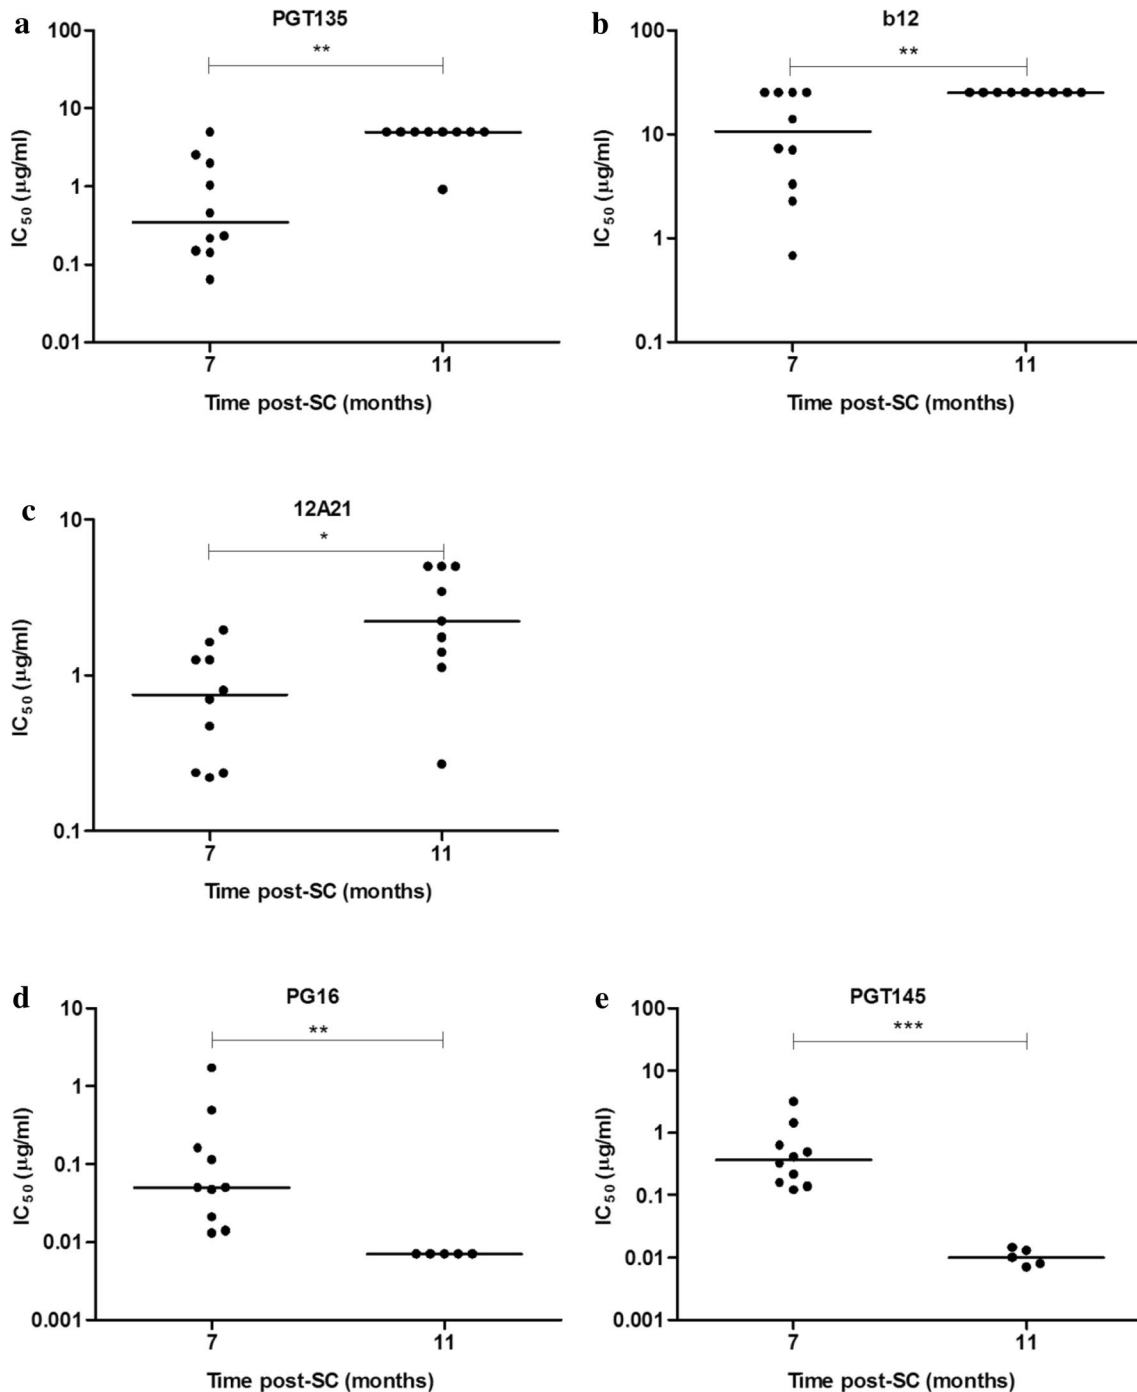 a
PGT135
**
100
10
1
0.1
0.01
IC50 (μg/ml)
7
11
Time post-SC (months)
b
b12
**
100
10
1
0.1
IC50 (μg/ml)
7
11
Time post-SC (months)
c
12A21
*
10
1
0.1
IC50 (μg/ml)
7
11
Time post-SC (months)
d
PG16
**
10
1
0.1
0.01
0.001
IC50 (μg/ml)
7
11
Time post-SC (months)
e
PGT145
***
100
10
1
0.1
0.010
0.001
IC50 (μg/ml)
7
11
Time post-SC (months)